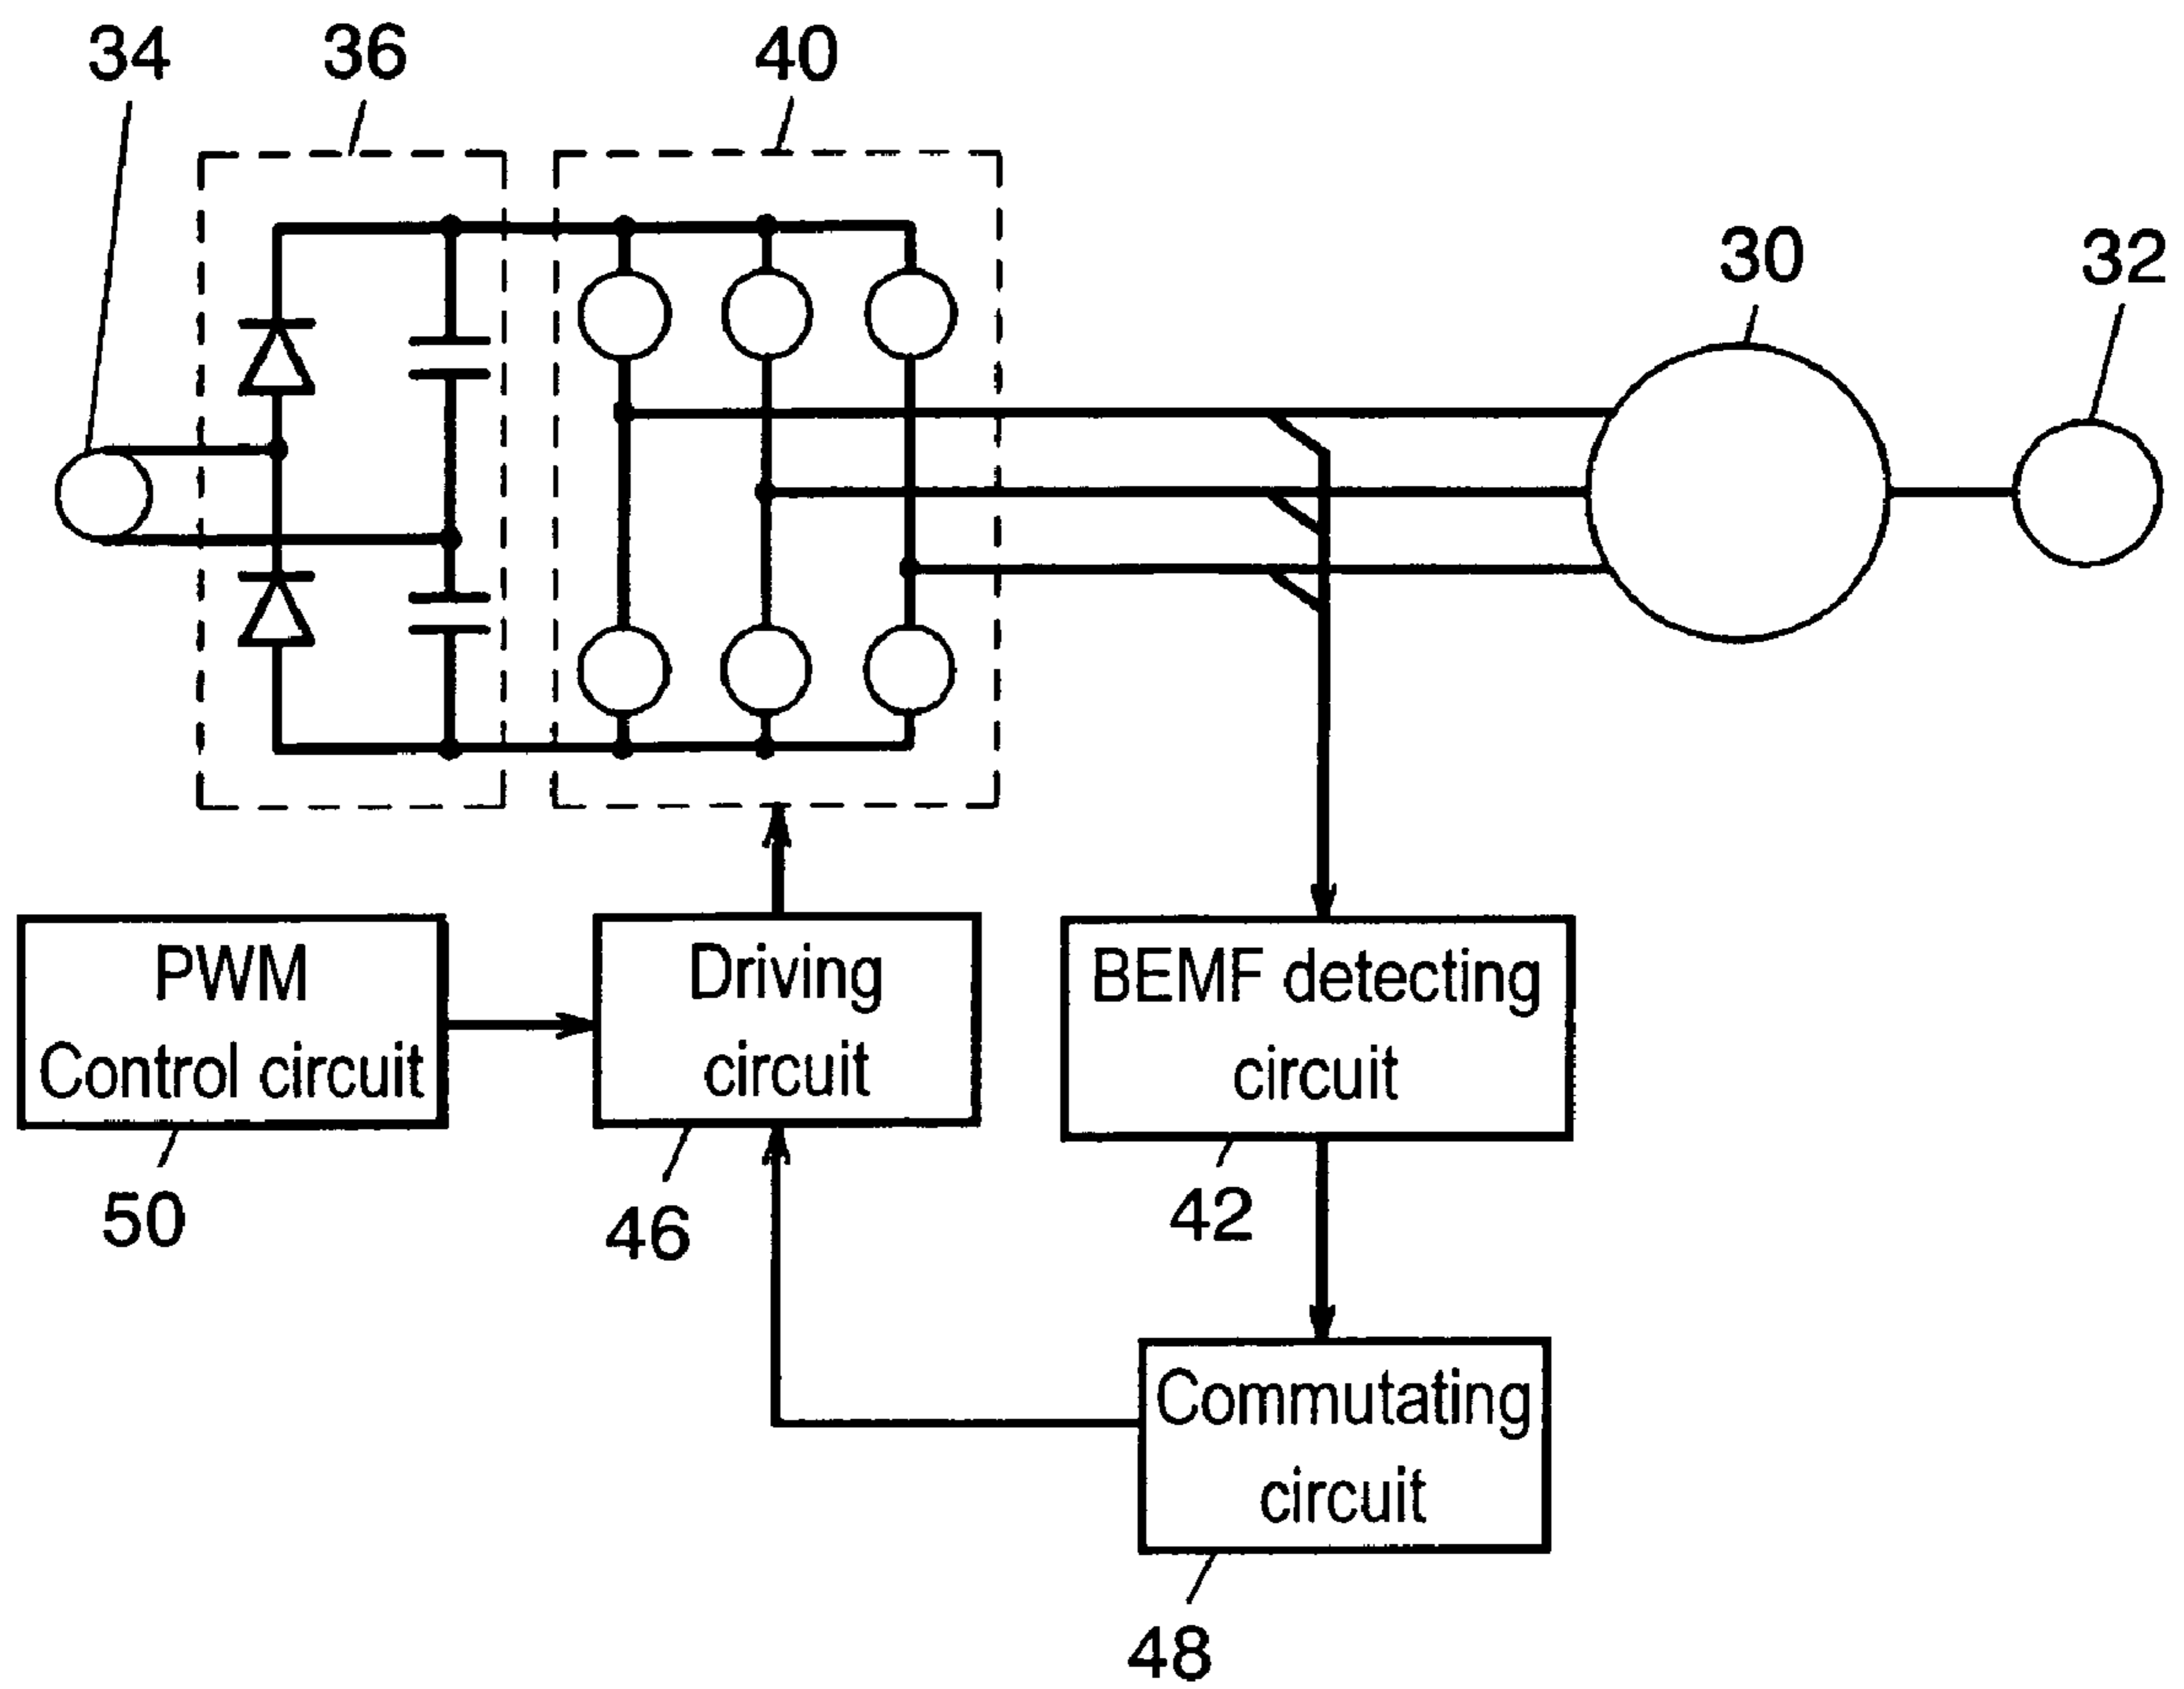 34
36
40
30
32
PWM
Control circuit
Driving
circuit
BEMF detecting
circuit
50
46
42
Commutating
circuit
48